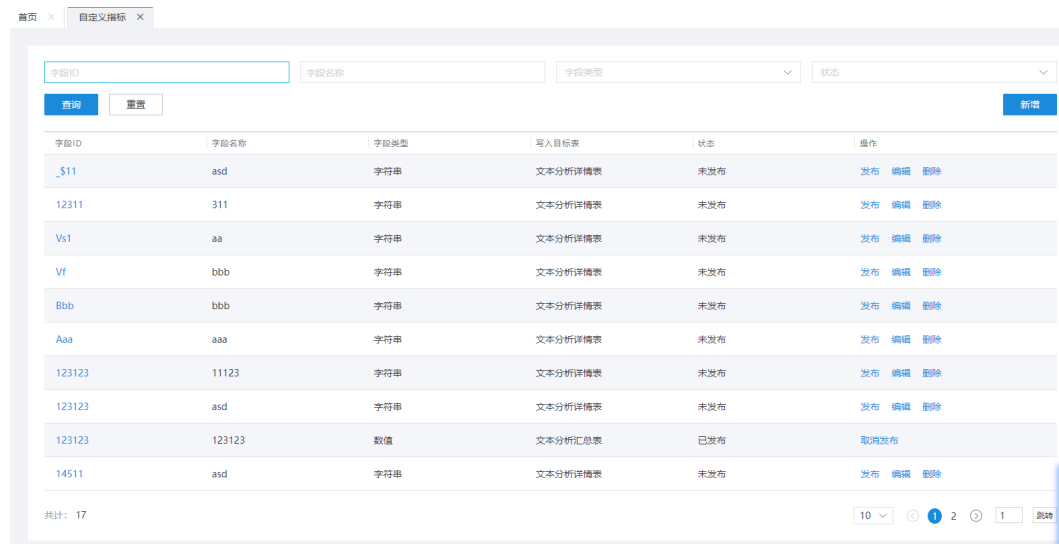 首页 × 自定义指标 ×
字段ID 字段名称 字段类型 状态
查询 重置 新增
字段ID 字段名称 字段类型 写入目标表 状态 操作
_$11 asd 字符串 文本分析详情表 未发布 发布 编辑 删除
12311 311 字符串 文本分析详情表 未发布 发布 编辑 删除
Vs1 aa 字符串 文本分析详情表 未发布 发布 编辑 删除
Vf bbb 字符串 文本分析详情表 未发布 发布 编辑 删除
Bbb bbb 字符串 文本分析详情表 未发布 发布 编辑 删除
Aaa aaa 字符串 文本分析详情表 未发布 发布 编辑 删除
123123 11123 字符串 文本分析详情表 未发布 发布 编辑 删除
123123 asd 字符串 文本分析详情表 未发布 发布 编辑 删除
123123 123123 数值 文本分析汇总表 已发布 取消发布
14511 asd 字符串 文本分析详情表 未发布 发布 编辑 删除
共计: 17 10 1 2 1 跳转